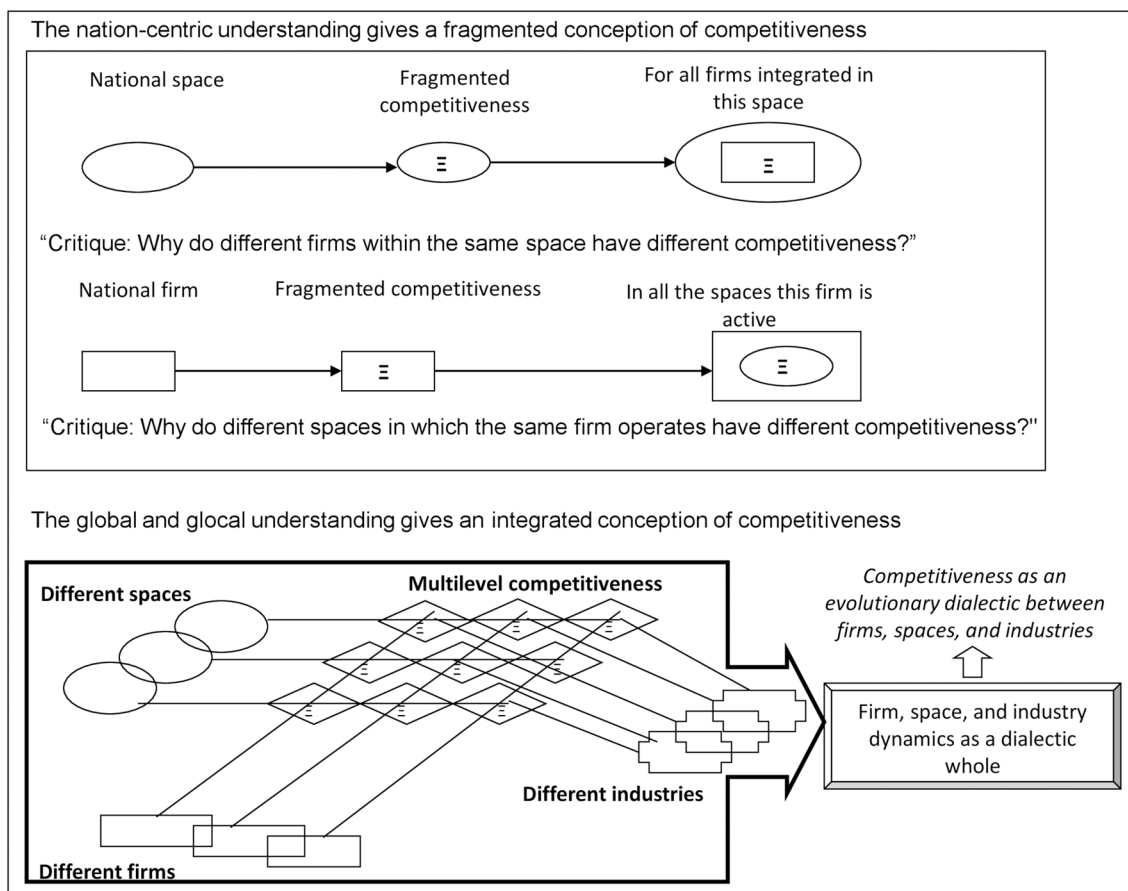 The nation-centric understanding gives a fragmented conception of competitiveness
National space
Fragmented
competitiveness
For all firms integrated in
this space
Ξ
Ξ
“Critique: Why do different firms within the same space have different competitiveness?”
National firm
Fragmented competitiveness
In all the spaces this firm is
active
Ξ
Ξ
“Critique: Why do different spaces in which the same firm operates have different competitiveness?"
The global and glocal understanding gives an integrated conception of competitiveness
Different spaces
Multilevel competitiveness
Ξ Ξ Ξ
Ξ Ξ Ξ
Ξ Ξ Ξ
Different industries
Different firms
Competitiveness as an
evolutionary dialectic between
firms, spaces, and industries
Firm, space, and industry
dynamics as a dialectic
whole